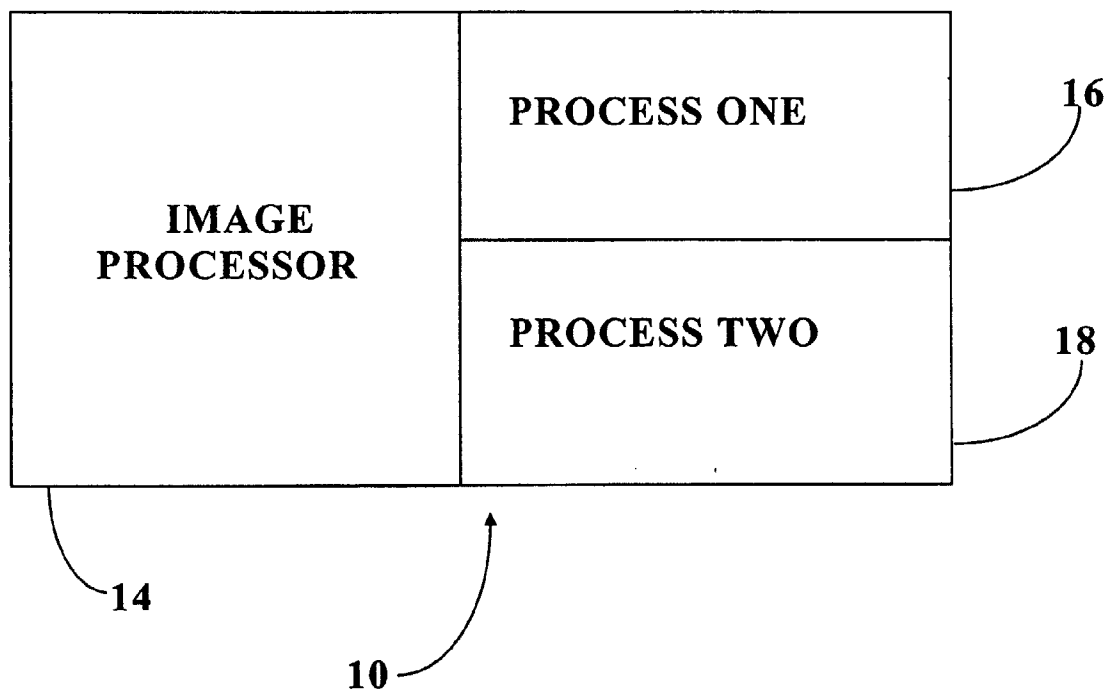 PROCESS ONE
16
IMAGE
PROCESSOR
PROCESS TWO
18
14
10